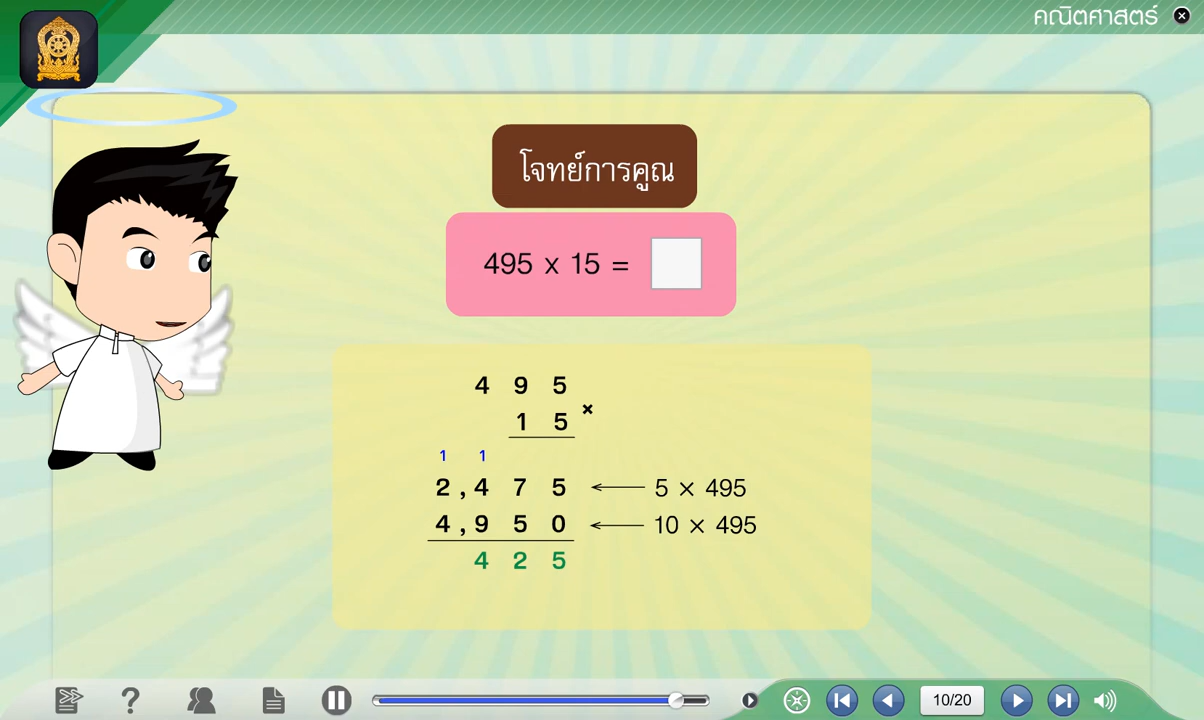 คณิตศาสตร์
โจทย์การคูณ
495 x 15 =
4 9 5
1 5 ×
1 1
2,4 7 5 ← 5 × 495
4,9 5 0 ← 10 × 495
4 2 5
10/20